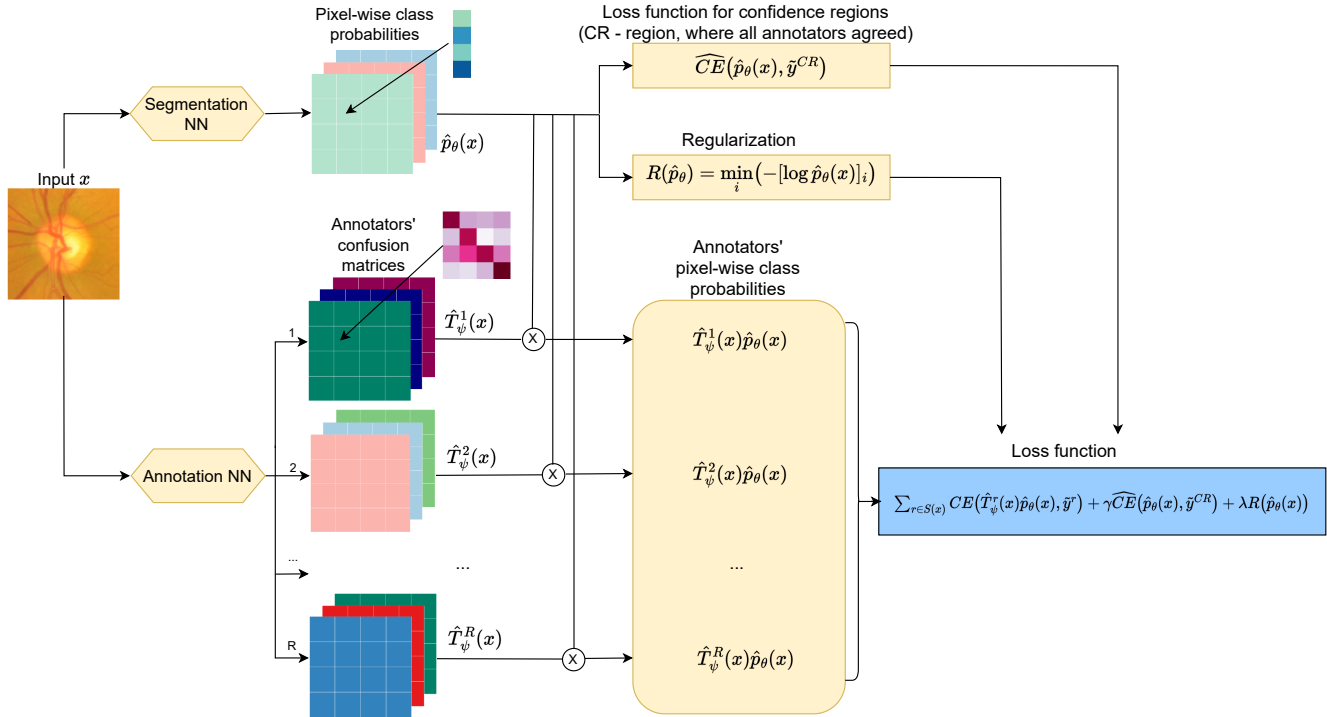 Pixel-wise class
probabilities
Loss function for confidence regions
(CR - region, where all annotators agreed)
$\widehat{CE}(\hat{p}_\theta(x), \tilde{y}^{CR})$
Segmentation
NN
$\hat{p}_\theta(x)$
Regularization
$R(\hat{p}_\theta) = \min_i(-[\log \hat{p}_\theta(x)]_i)$
Input $x$
Annotators'
confusion
matrices
Annotators'
pixel-wise class
probabilities
1
$\hat{T}^1_\psi(x)$
X
$\hat{T}^1_\psi(x)\hat{p}_\theta(x)$
Annotation NN
2
$\hat{T}^2_\psi(x)$
X
$\hat{T}^2_\psi(x)\hat{p}_\theta(x)$
Loss function
$\sum_{r \in S(x)} CE(\hat{T}^r_\psi(x)\hat{p}_\theta(x), \tilde{y}^r) + \gamma\widehat{CE}(\hat{p}_\theta(x), \tilde{y}^{CR}) + \lambda R(\hat{p}_\theta(x))$
...
...
...
R
$\hat{T}^R_\psi(x)$
X
$\hat{T}^R_\psi(x)\hat{p}_\theta(x)$